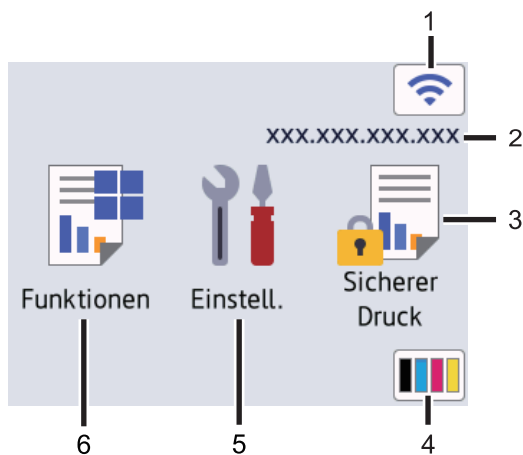 1
xxx.xxx.xxx.xxx 2
3
Funktionen Einstell. Sicherer
Druck
6 5 4